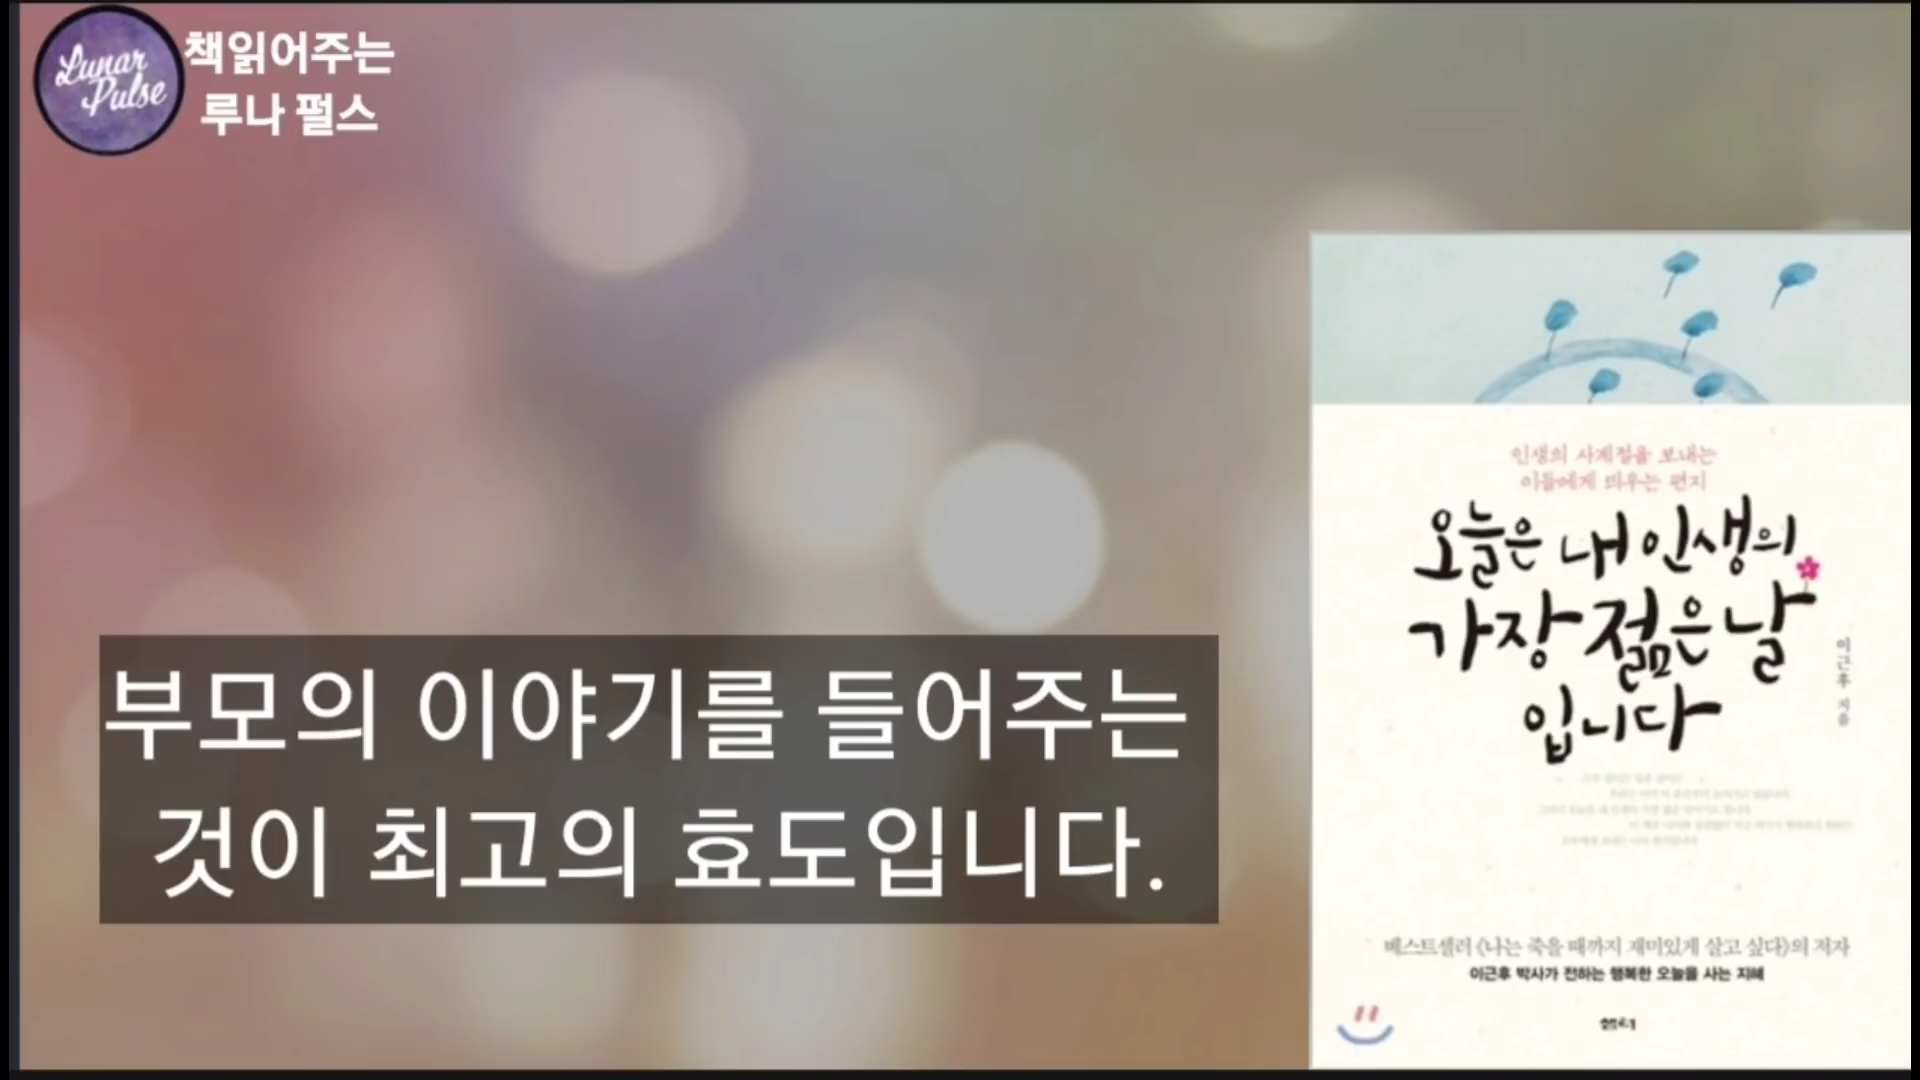 Lunar
Pulse
책읽어주는
루나 펄스
인생의 사계절을 보내는
이들에게 띄우는 편지
오늘은 내 인생의
가장 젊은 날
입니다
이근후 지음
부모의 이야기를 들어주는
것이 최고의 효도입니다.
베스트셀러 《나는 죽을 때까지 재미있게 살고 싶다》의 저자
이근후 박사가 전하는 행복한 오늘을 사는 지혜
샘터